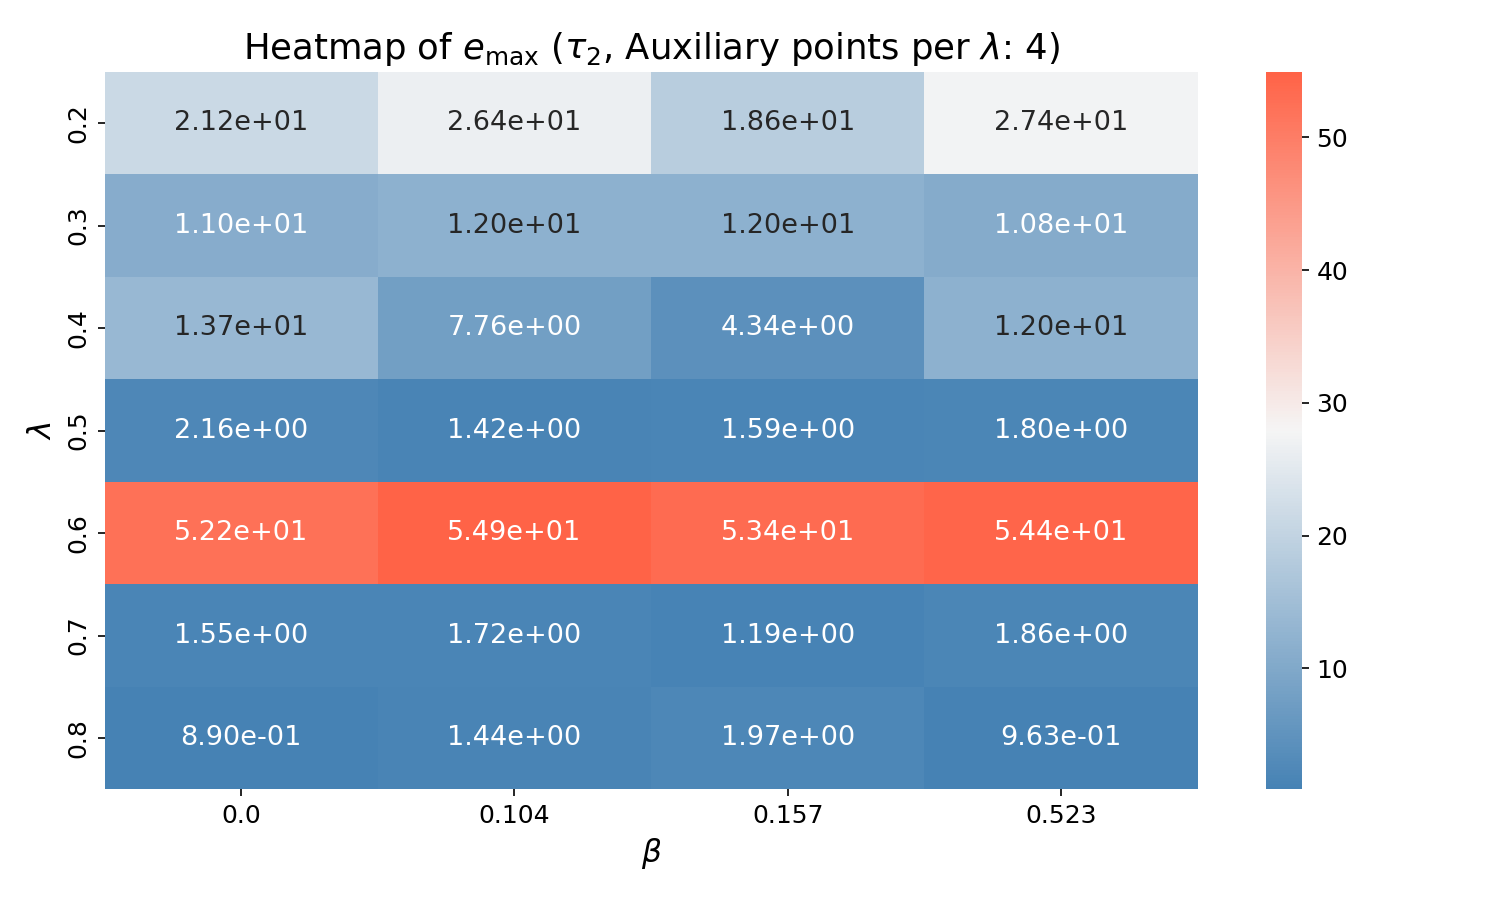 Heatmap of e_max (τ_2, Auxiliary points per λ: 4)
λ
0.2 2.12e+01 2.64e+01 1.86e+01 2.74e+01
0.3 1.10e+01 1.20e+01 1.20e+01 1.08e+01
0.4 1.37e+01 7.76e+00 4.34e+00 1.20e+01
0.5 2.16e+00 1.42e+00 1.59e+00 1.80e+00
0.6 5.22e+01 5.49e+01 5.34e+01 5.44e+01
0.7 1.55e+00 1.72e+00 1.19e+00 1.86e+00
0.8 8.90e-01 1.44e+00 1.97e+00 9.63e-01
0.0 0.104 0.157 0.523
β
50
40
30
20
10